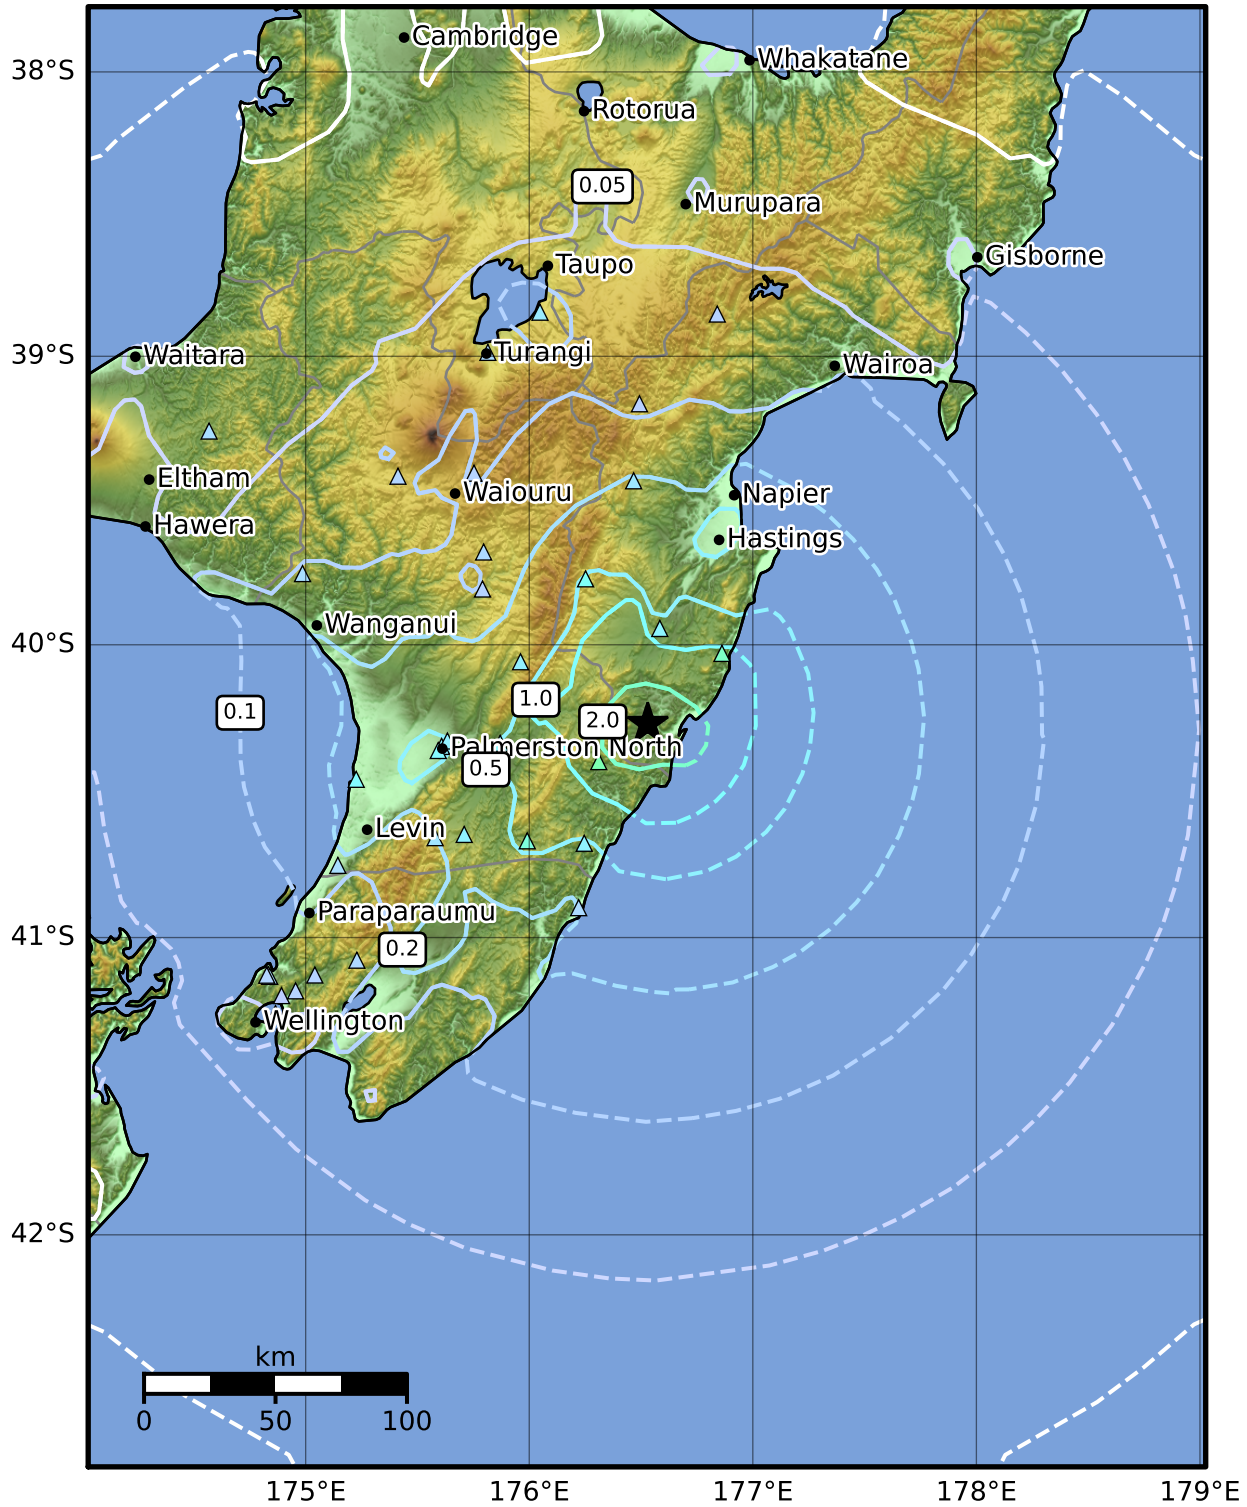 Cambridge
Whakatane
38°S
Rotorua
0.05
Murupara
Gisborne
Taupo
Turangi
Waitara
39°S
Wairoa
Eltham
Waiouru
Napier
Hawera
Hastings
Wanganui
40°S
1.0
0.1
2.0
Palmerston North
0.5
Levin
Paraparaumu
41°S
0.2
Wellington
42°S
km
0 50 100
175°E 176°E 177°E 178°E 179°E